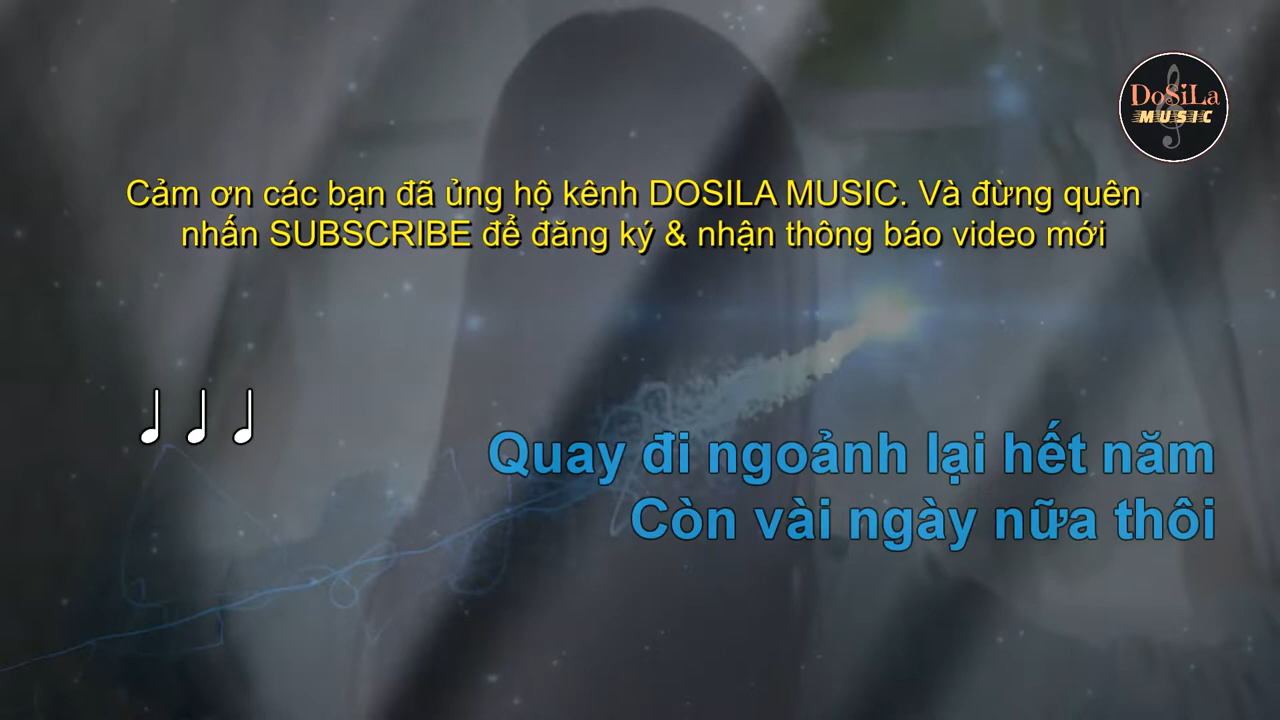 DoSiLa
MUSIC
Cảm ơn các bạn đã ủng hộ kênh DOSILA MUSIC. Và đừng quên
nhấn SUBSCRIBE để đăng ký & nhận thông báo video mới
Quay đi ngoảnh lại hết năm
Còn vài ngày nữa thôi